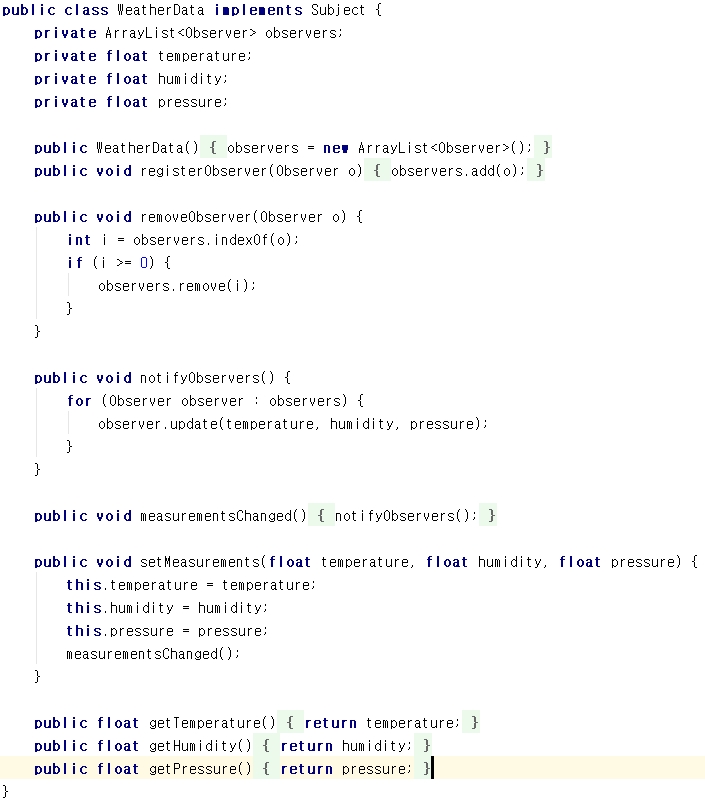 public class WeatherData implements Subject {
    private ArrayList<Observer> observers;
    private float temperature;
    private float humidity;
    private float pressure;

    public WeatherData() { observers = new ArrayList<Observer>(); }
    public void registerObserver(Observer o) { observers.add(o); }

    public void removeObserver(Observer o) {
        int i = observers.indexOf(o);
        if (i >= 0) {
            observers.remove(i);
        }
    }

    public void notifyObservers() {
        for (Observer observer : observers) {
            observer.update(temperature, humidity, pressure);
        }
    }

    public void measurementsChanged() { notifyObservers(); }

    public void setMeasurements(float temperature, float humidity, float pressure) {
        this.temperature = temperature;
        this.humidity = humidity;
        this.pressure = pressure;
        measurementsChanged();
    }

    public float getTemperature() { return temperature; }
    public float getHumidity() { return humidity; }
    public float getPressure() { return pressure; }
}